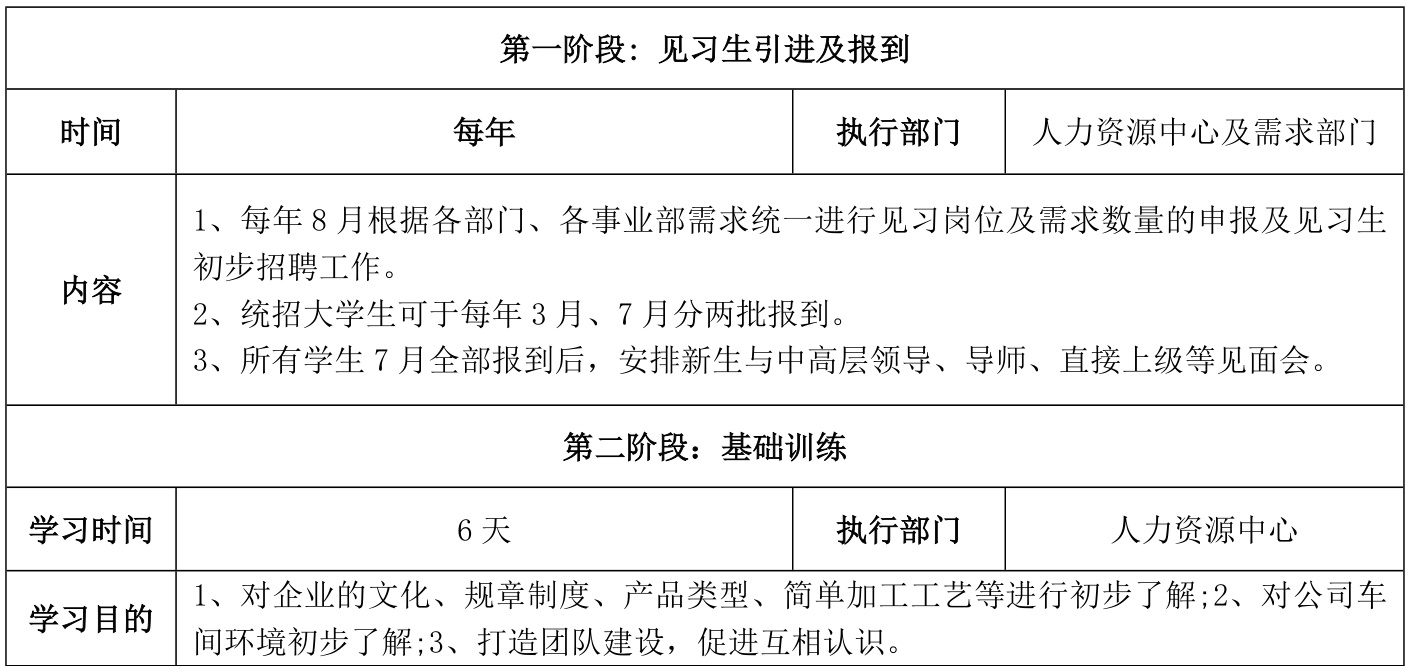 第一阶段：见习生引进及报到
时间 每年 执行部门 人力资源中心及需求部门
内容
1、每年 8 月根据各部门、各事业部需求统一进行见习岗位及需求数量的申报及见习生
初步招聘工作。
2、统招大学生可于每年 3 月、7 月分两批报到。
3、所有学生 7 月全部报到后，安排新生与中高层领导、导师、直接上级等见面会。
第二阶段：基础训练
学习时间 6 天 执行部门 人力资源中心
学习目的
1、对企业的文化、规章制度、产品类型、简单加工工艺等进行初步了解;2、对公司车
间环境初步了解;3、打造团队建设，促进互相认识。